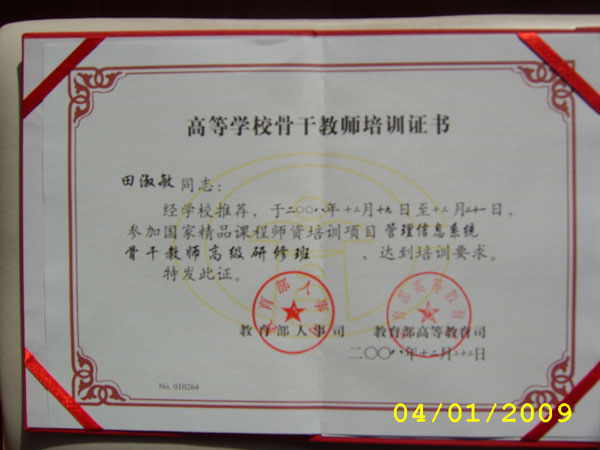 高等学校骨干教师培训证书
田淑敏同志：
经学校推荐，于二〇〇八年十二月十九日至十二月二十一日，
参加国家精品课程师资培训项目管理信息系统
骨干教师高级研修班，达到培训要求。
特发此证。
教育部人事司
教育部高等教育司
教育部人事司 教育部高等教育司
二〇〇八年十二月二十二日
No. 010264
04/01/2009